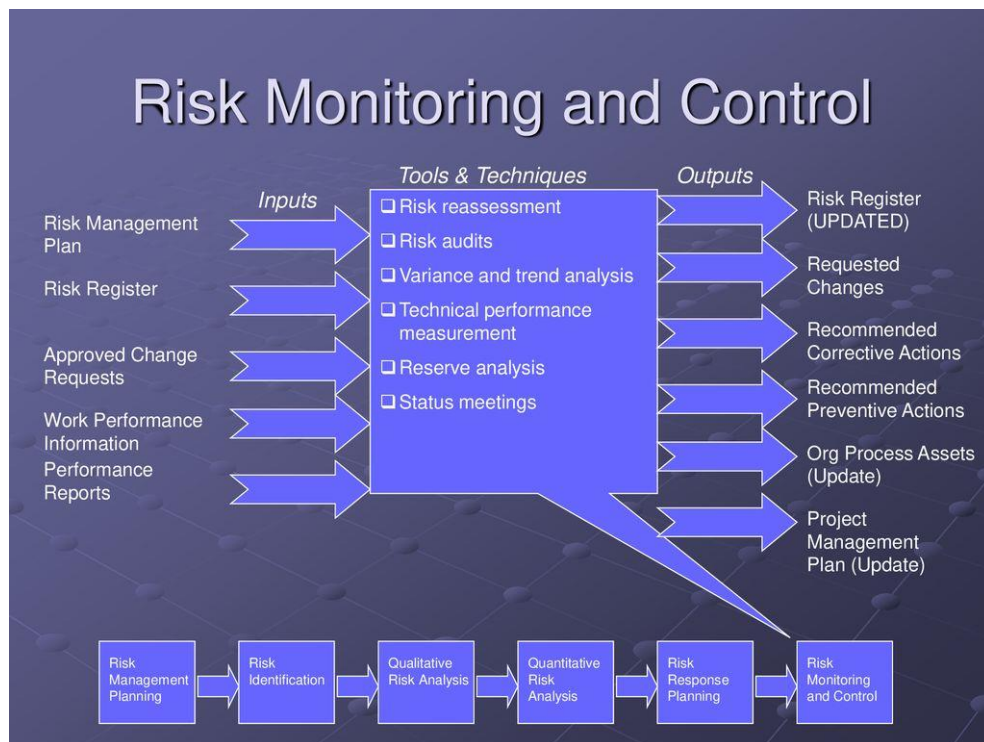 Risk Monitoring and Control
Inputs
Risk Management
Plan
Risk Register
Approved Change
Requests
Work Performance
Information
Performance
Reports
Tools & Techniques
Risk reassessment
Risk audits
Variance and trend analysis
Technical performance
measurement
Reserve analysis
Status meetings
Outputs
Risk Register
(UPDATED)
Requested
Changes
Recommended
Corrective Actions
Recommended
Preventive Actions
Org Process Assets
(Update)
Project
Management
Plan (Update)
Risk
Management
Planning
Risk
Identification
Qualitative
Risk Analysis
Quantitative
Risk
Analysis
Risk
Response
Planning
Risk
Monitoring
and Control